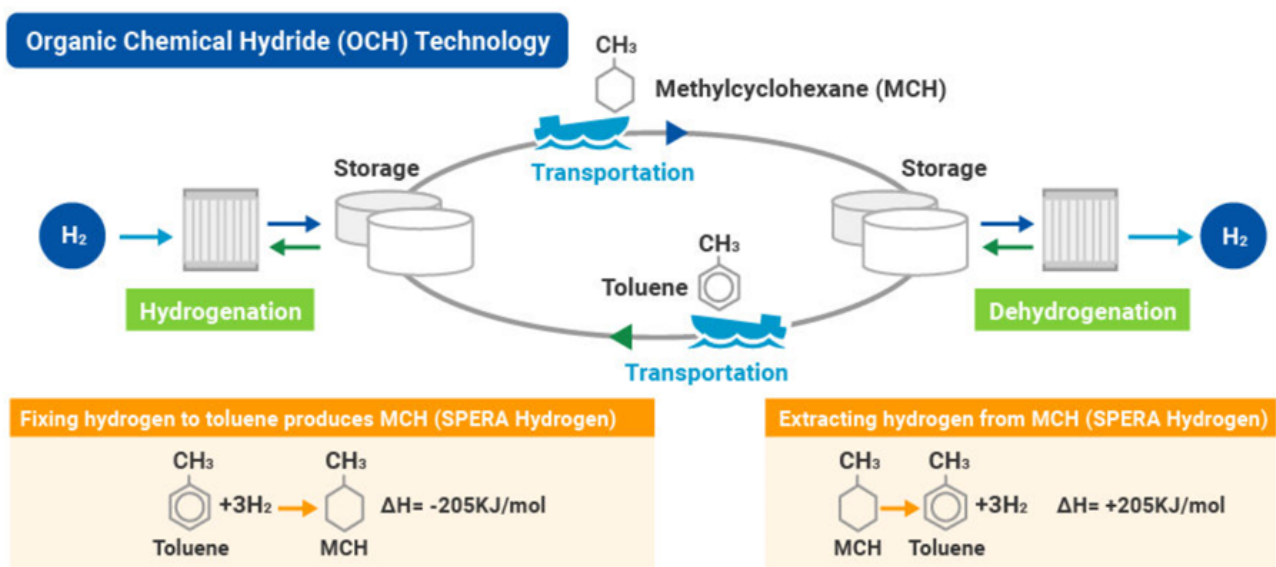 Organic Chemical Hydride (OCH) Technology
CH₃
Methylcyclohexane (MCH)
Transportation
Storage
Storage
H₂
H₂
Hydrogenation
Dehydrogenation
CH₃
Toluene
Transportation
Fixing hydrogen to toluene produces MCH (SPERA Hydrogen)
CH₃ CH₃
+3H₂ ΔH= -205KJ/mol
Toluene MCH
Extracting hydrogen from MCH (SPERA Hydrogen)
CH₃ CH₃
+3H₂ ΔH= +205KJ/mol
MCH Toluene